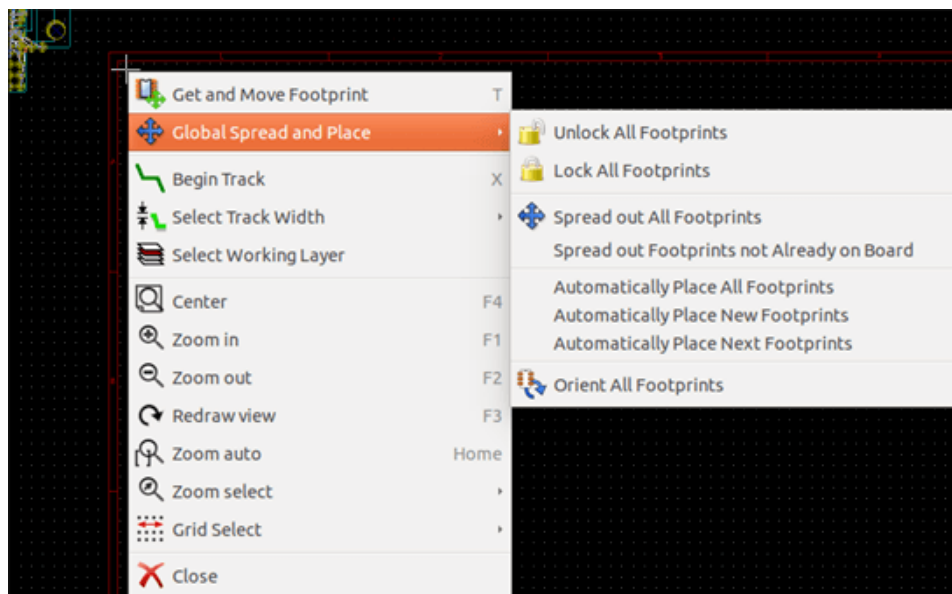 Get and Move Footprint T
Global Spread and Place
Begin Track X
Select Track Width
Select Working Layer
Center F4
Zoom in F1
Zoom out F2
Redraw view F3
Zoom auto Home
Zoom select
Grid Select
Close
Unlock All Footprints
Lock All Footprints
Spread out All Footprints
Spread out Footprints not Already on Board
Automatically Place All Footprints
Automatically Place New Footprints
Automatically Place Next Footprints
Orient All Footprints